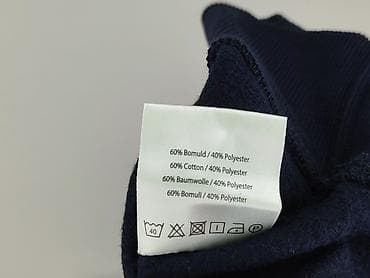 60% Bomuld / 40% Polyester
60% Cotton / 40% Polyester
60% Baumwolle / 40% Polyester
60% Bomull / 40% Polyester
40